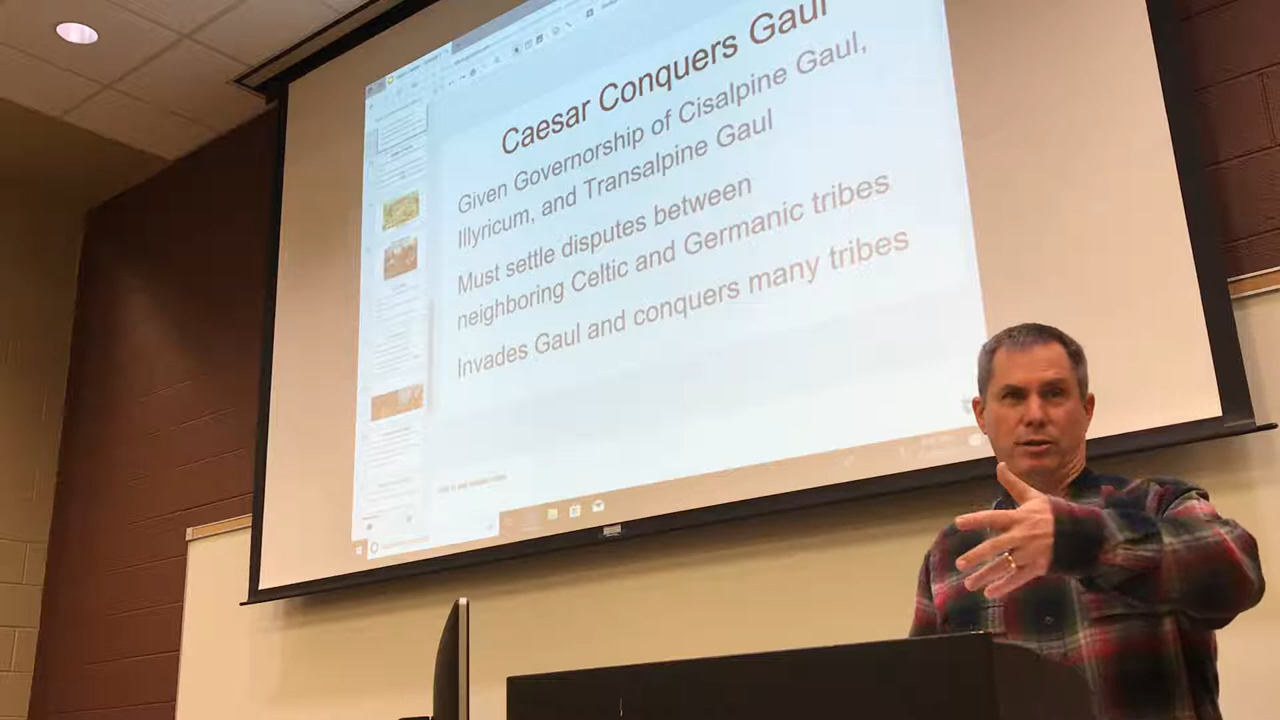 Caesar Conquers Gaul
Given Governorship of Cisalpine Gaul,
Illyricum, and Transalpine Gaul
Must settle disputes between
neighboring Celtic and Germanic tribes
Invades Gaul and conquers many tribes